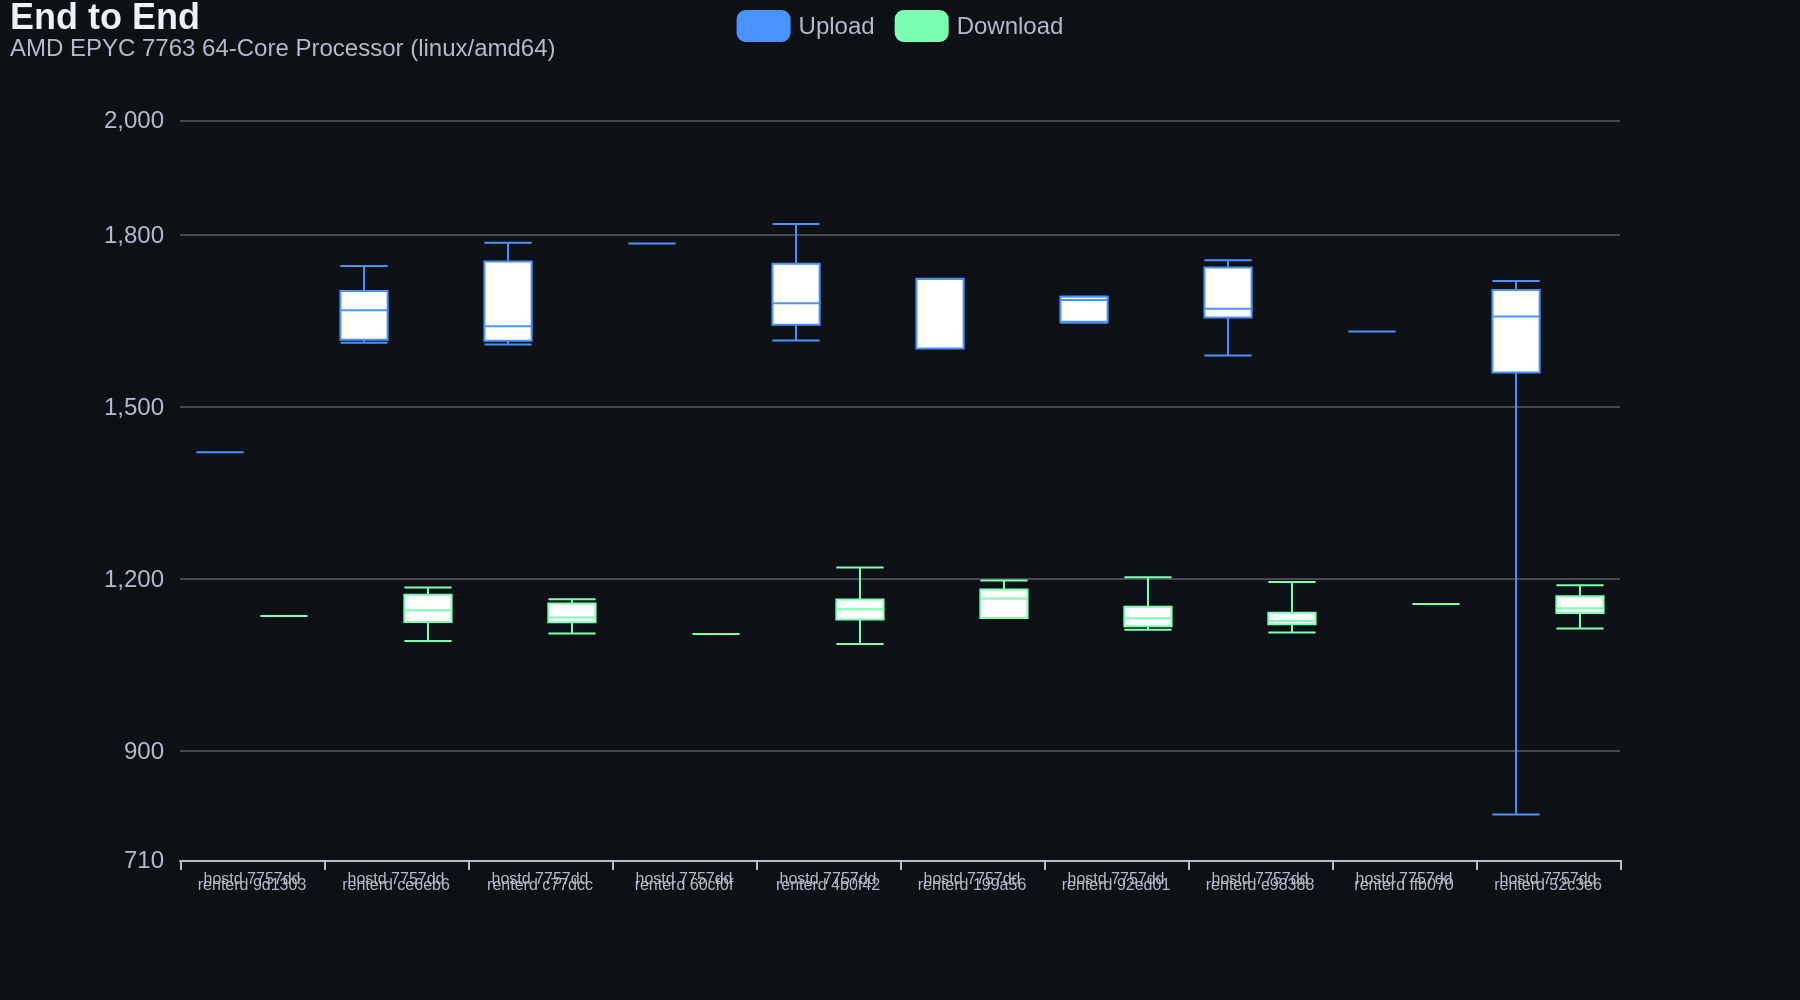 End to End
AMD EPYC 7763 64-Core Processor (linux/amd64)
Upload
Download
2,000
1,800
1,500
1,200
900
710
hostd 7757dd
renterd 9d1303
hostd 7757dd
renterd ce6eb6
hostd 7757dd
renterd c77dcc
hostd 7757dd
renterd 60cf0f
hostd 7757dd
renterd 4b0f42
hostd 7757dd
renterd 199a56
hostd 7757dd
renterd 92ed01
hostd 7757dd
renterd e98388
hostd 7757dd
hostd 7757dd
renterd 52c3e6